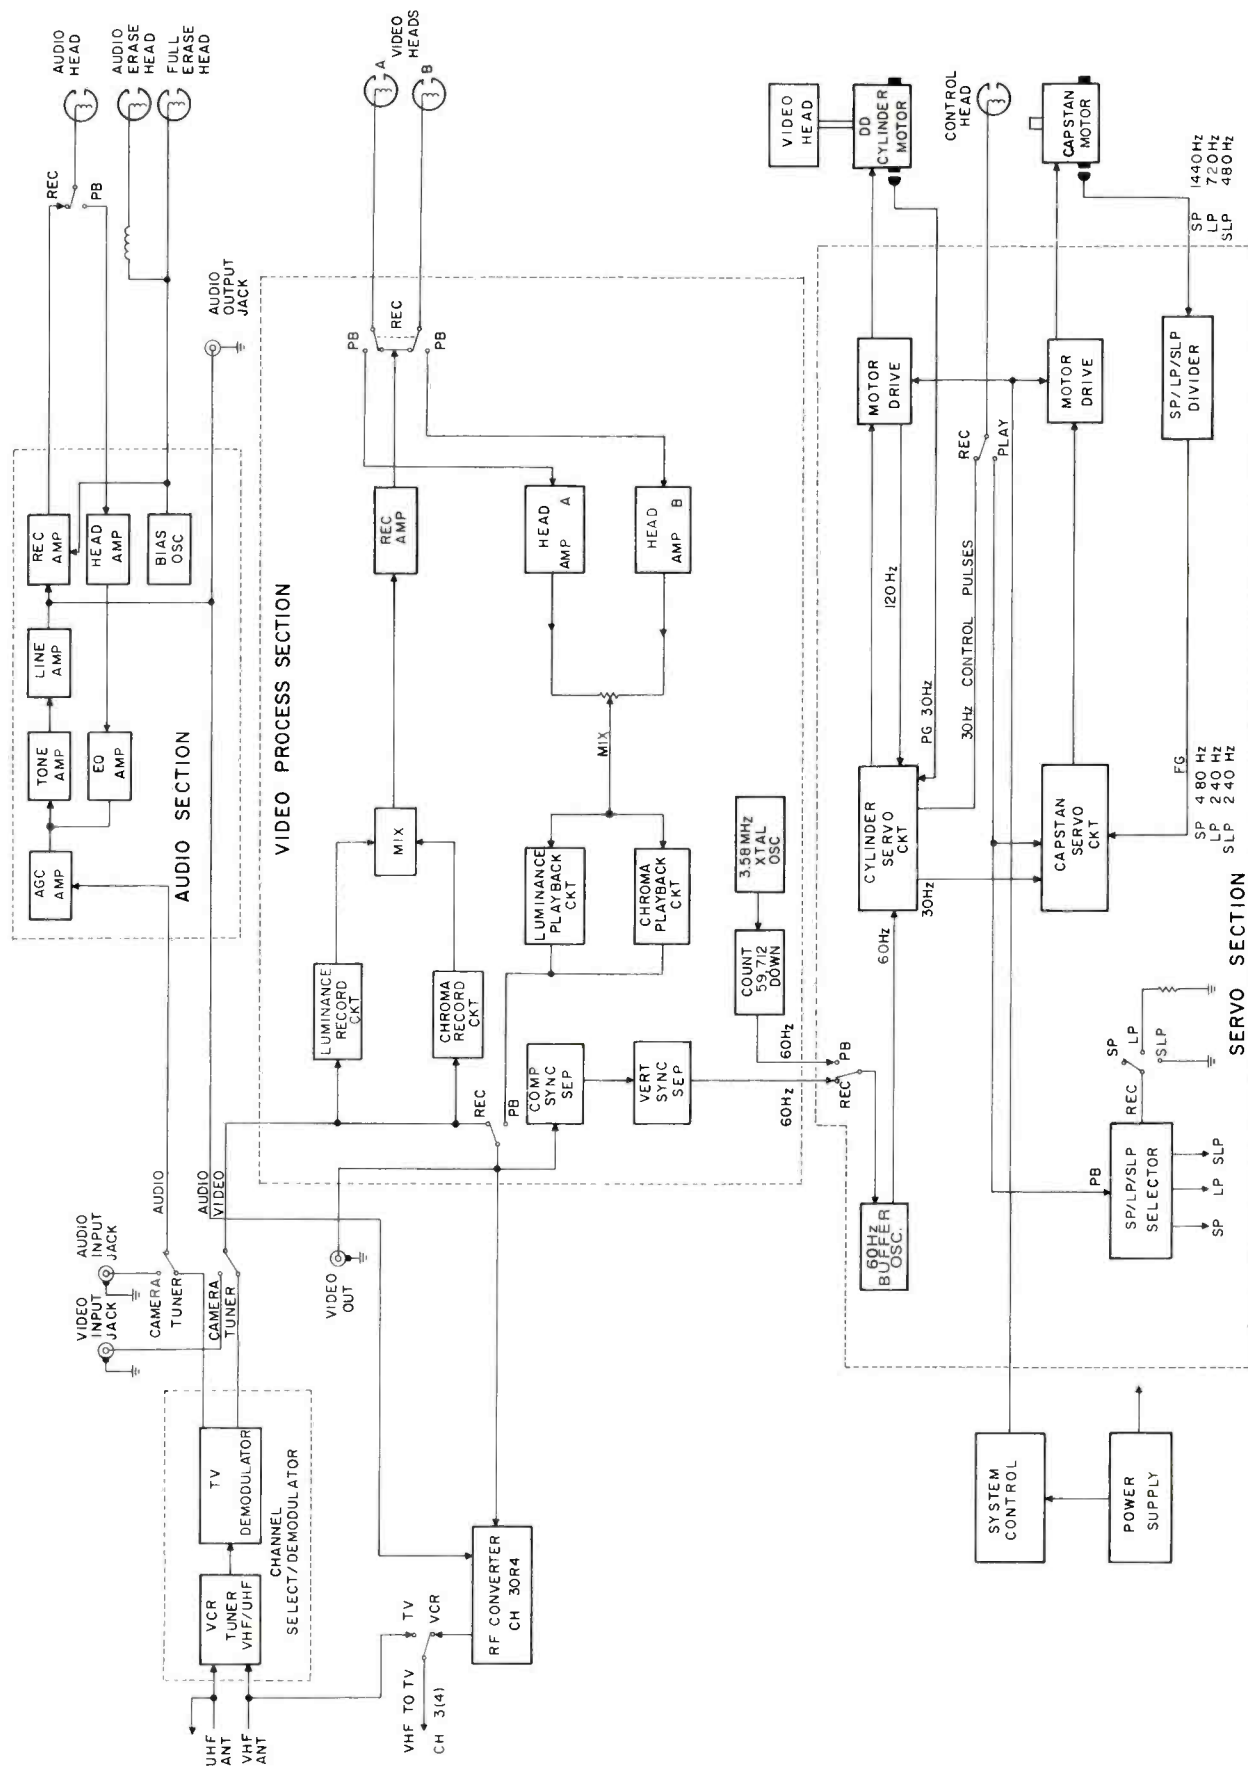 UHF
ANT
VHF
ANT
VCR
TUNER
VHF/UHF
TV
DEMODULATOR
CHANNEL
SELECT/DEMODULATOR
VHF TO TV
CH 3(4)
TV
VCR
RF CONVERTER
CH 30R4
VIDEO
INPUT
JACK
AUDIO
INPUT
JACK
CAMERA
TUNER
CAMERA
TUNER
AUDIO
AUDIO
VIDEO
VIDEO
OUT
AGC
AMP
TONE
AMP
LINE
AMP
REC
AMP
EQ
AMP
HEAD
AMP
BIAS
OSC
AUDIO SECTION
REC
PB
AUDIO
HEAD
AUDIO
ERASE
HEAD
FULL
ERASE
HEAD
AUDIO
OUTPUT
JACK
VIDEO PROCESS SECTION
LUMINANCE
RECORD
CKT
CHROMA
RECORD
CKT
MIX
REC
AMP
PB
REC
PB
A
VIDEO
HEADS
B
REC
PB
COMP
SYNC
SEP
VERT
SYNC
SEP
LUMINANCE
PLAYBACK
CKT
CHROMA
PLAYBACK
CKT
MIX
HEAD
AMP A
HEAD
AMP B
3.58MHz
XTAL
OSC
COUNT
59,712
DOWN
60Hz
60Hz
PB
REC
60Hz
BUFFER
OSC.
60Hz
CYLINDER
SERVO
CKT
30Hz
120Hz
PG 30Hz
30Hz CONTROL PULSES
REC
PLAY
MOTOR
DRIVE
VIDEO
HEAD
DD
CYLINDER
MOTOR
CONTROL
HEAD
CAPSTAN
SERVO
CKT
MOTOR
DRIVE
CAPSTAN
MOTOR
SP 1440Hz
LP 720Hz
SLP 480Hz
SP/LP/SLP
DIVIDER
FG
SP 480Hz
LP 240Hz
SLP 240Hz
PB
REC
SP
LP
SLP
SP/LP/SLP
SELECTOR
SP
LP
SLP
SERVO SECTION
SYSTEM
CONTROL
POWER
SUPPLY